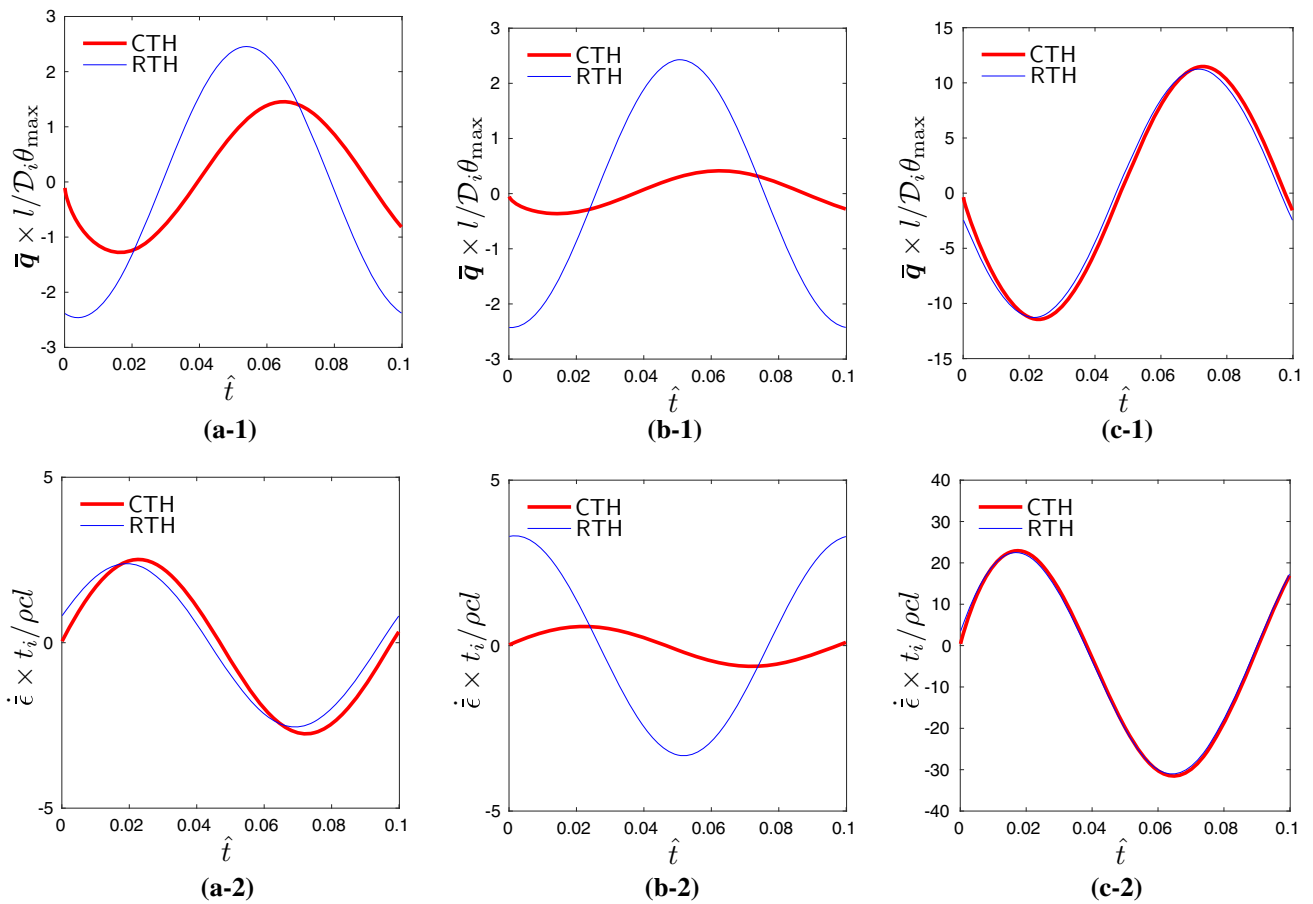 3
2
1
0
-1
-2
-3
0 0.02 0.04 0.06 0.08 0.1
CTH
RTH
q̄ × l/𝒟ᵢθmax
t̂
(a-1)
3
2
1
0
-1
-2
-3
0 0.02 0.04 0.06 0.08 0.1
CTH
RTH
q̄ × l/𝒟ᵢθmax
t̂
(b-1)
15
10
5
0
-5
-10
-15
0 0.02 0.04 0.06 0.08 0.1
CTH
RTH
q̄ × l/𝒟ᵢθmax
t̂
(c-1)
5
0
-5
0 0.02 0.04 0.06 0.08 0.1
CTH
RTH
ϵ̄̇ × tᵢ/ρcl
t̂
(a-2)
5
0
-5
0 0.02 0.04 0.06 0.08 0.1
CTH
RTH
ϵ̄̇ × tᵢ/ρcl
t̂
(b-2)
40
30
20
10
0
-10
-20
-30
-40
0 0.02 0.04 0.06 0.08 0.1
CTH
RTH
ϵ̄̇ × tᵢ/ρcl
t̂
(c-2)